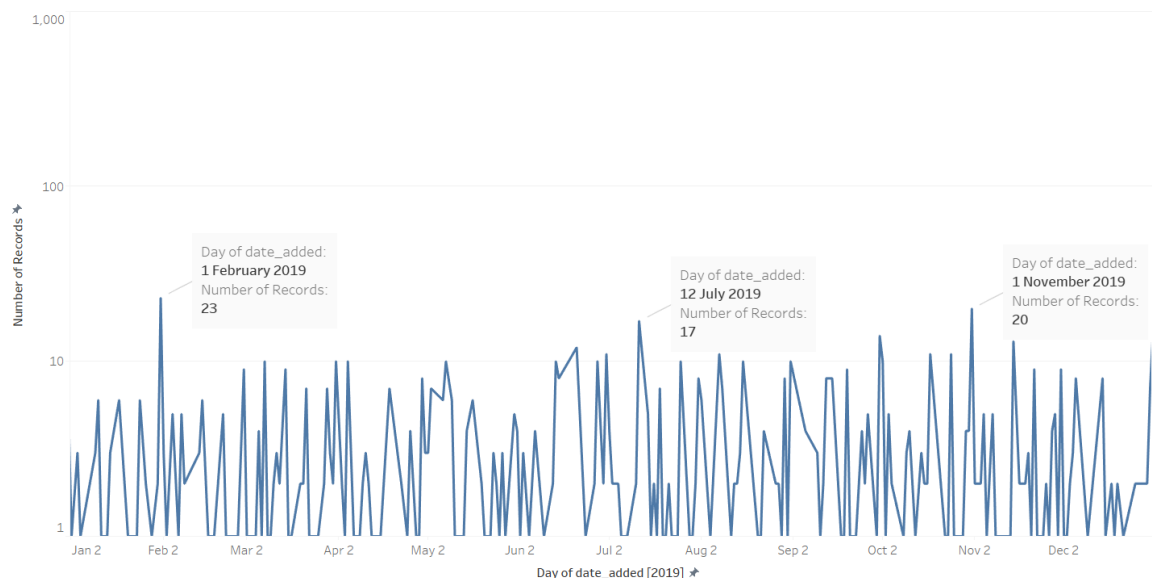 1,000
100
10
1
Number of Records
Day of date_added:
1 February 2019
Number of Records:
23
Day of date_added:
12 July 2019
Number of Records:
17
Day of date_added:
1 November 2019
Number of Records:
20
Jan 2 Feb 2 Mar 2 Apr 2 May 2 Jun 2 Jul 2 Aug 2 Sep 2 Oct 2 Nov 2 Dec 2
Day of date_added [2019]